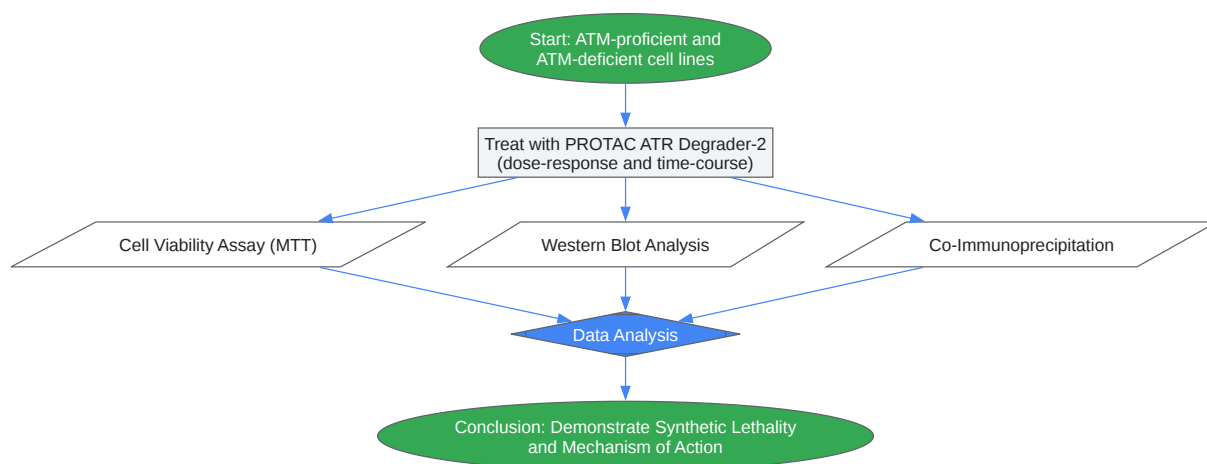 Start: ATM-proficient and
ATM-deficient cell lines
Treat with PROTAC ATR Degrader-2
(dose-response and time-course)
Cell Viability Assay (MTT)
Western Blot Analysis
Co-Immunoprecipitation
Data Analysis
Conclusion: Demonstrate Synthetic Lethality
and Mechanism of Action